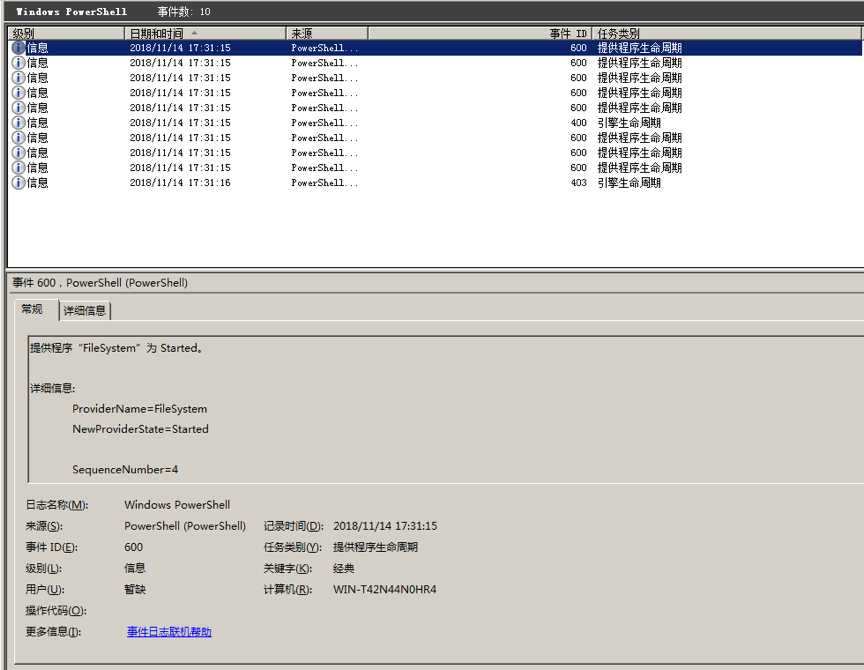 Windows PowerShell 事件数: 10
级别 日期和时间 来源 事件 ID 任务类别
信息 2018/11/14 17:31:15 PowerShell... 600 提供程序生命周期
信息 2018/11/14 17:31:15 PowerShell... 600 提供程序生命周期
信息 2018/11/14 17:31:15 PowerShell... 600 提供程序生命周期
信息 2018/11/14 17:31:15 PowerShell... 600 提供程序生命周期
信息 2018/11/14 17:31:15 PowerShell... 600 提供程序生命周期
信息 2018/11/14 17:31:15 PowerShell... 400 引擎生命周期
信息 2018/11/14 17:31:15 PowerShell... 600 提供程序生命周期
信息 2018/11/14 17:31:15 PowerShell... 600 提供程序生命周期
信息 2018/11/14 17:31:15 PowerShell... 600 提供程序生命周期
信息 2018/11/14 17:31:16 PowerShell... 403 引擎生命周期
事件 600，PowerShell (PowerShell)
常规 详细信息
提供程序“FileSystem”为 Started。
详细信息:
ProviderName=FileSystem
NewProviderState=Started
SequenceNumber=4
日志名称(M): Windows PowerShell
来源(S): PowerShell (PowerShell) 记录时间(D): 2018/11/14 17:31:15
事件 ID(E): 600 任务类别(Y): 提供程序生命周期
级别(L): 信息 关键字(K): 经典
用户(U): 暂缺 计算机(R): WIN-T42N44N0HR4
操作代码(O):
更多信息(I): 事件日志联机帮助